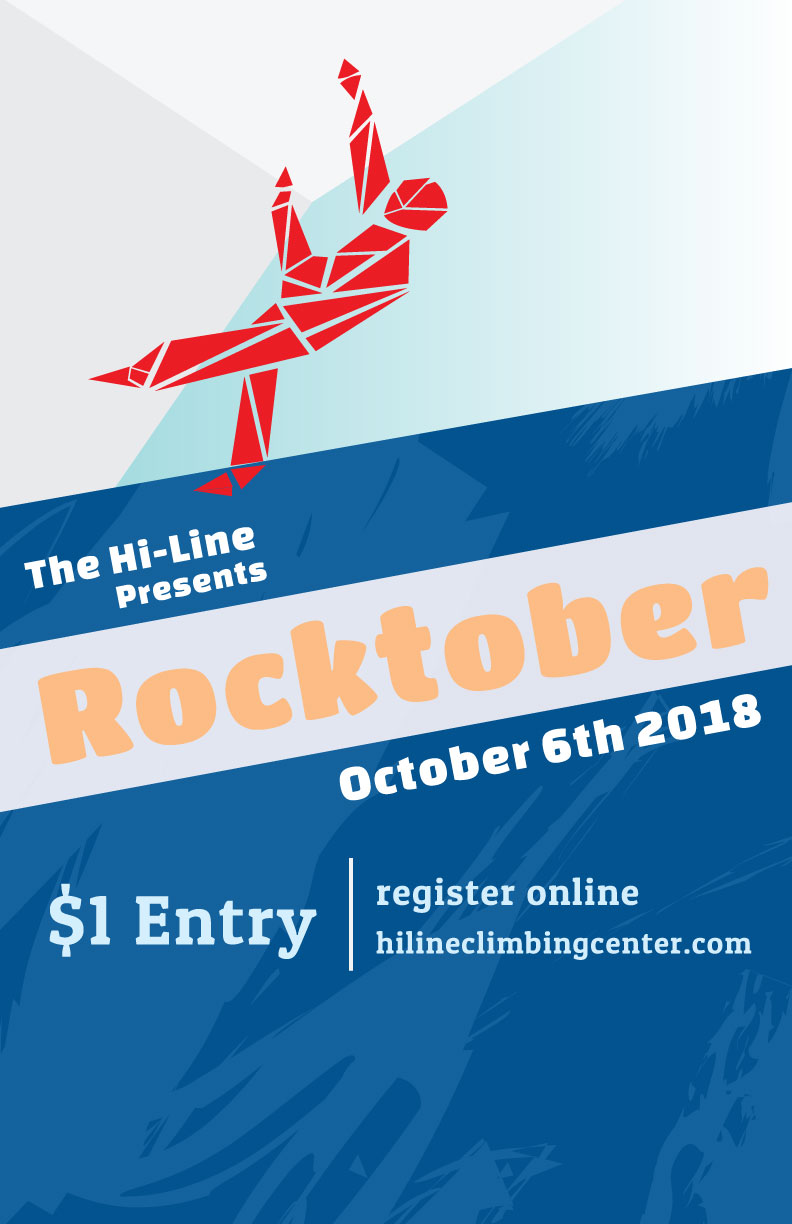 The Hi-Line
Presents
Rocktober
October 6th 2018
$1 Entry
register online
hilineclimbingcenter.com